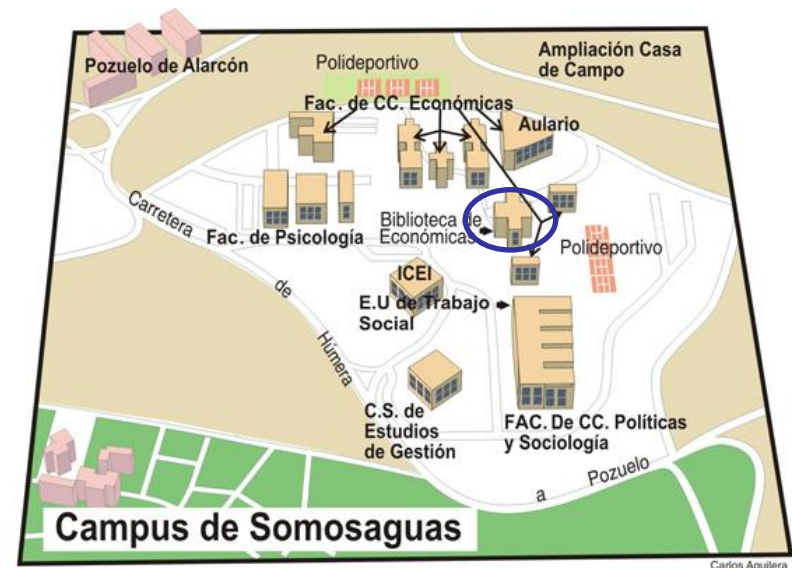 Pozuelo de Alarcón
Polideportivo
Ampliación Casa
de Campo
Fac. de CC. Económicas
Aulario
Carretera
de
Húmera
a
Pozuelo
Fac. de Psicología
Biblioteca de
Económicas
Polideportivo
ICEI
E.U de Trabajo
Social
C.S. de
Estudios
de Gestión
FAC. De CC. Políticas
y Sociología
Campus de Somosaguas
Carlos Aguilera